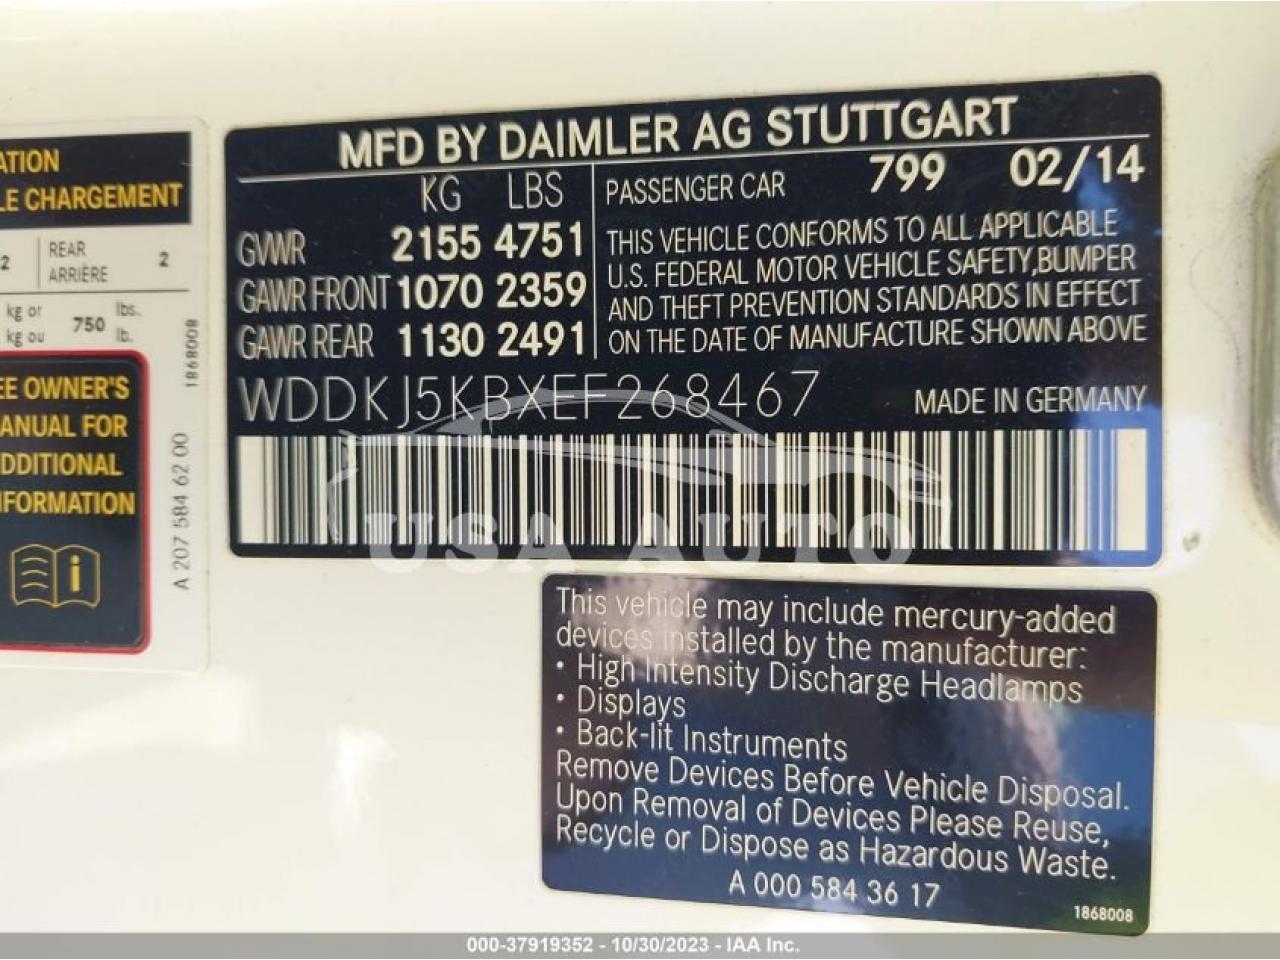 MFD BY DAIMLER AG STUTTGART
KG LBS
GVWR 2155 4751
GAWR FRONT 1070 2359
GAWR REAR 1130 2491
PASSENGER CAR 799 02/14
THIS VEHICLE CONFORMS TO ALL APPLICABLE
U.S. FEDERAL MOTOR VEHICLE SAFETY,BUMPER
AND THEFT PREVENTION STANDARDS IN EFFECT
ON THE DATE OF MANUFACTURE SHOWN ABOVE
WDDKJ5KBXEF268467 MADE IN GERMANY
USA AUTO
ATION
LE CHARGEMENT
2 REAR 2
ARRIÈRE
kg or 750 lbs.
kg ou lb.
1868008
EE OWNER'S
ANUAL FOR
DDITIONAL
NFORMATION
i
A 207 584 62 00
This vehicle may include mercury-added
devices installed by the manufacturer:
• High Intensity Discharge Headlamps
• Displays
• Back-lit Instruments
Remove Devices Before Vehicle Disposal.
Upon Removal of Devices Please Reuse,
Recycle or Dispose as Hazardous Waste.
A 000 584 36 17
1868008
000-37919352 - 10/30/2023 - IAA Inc.